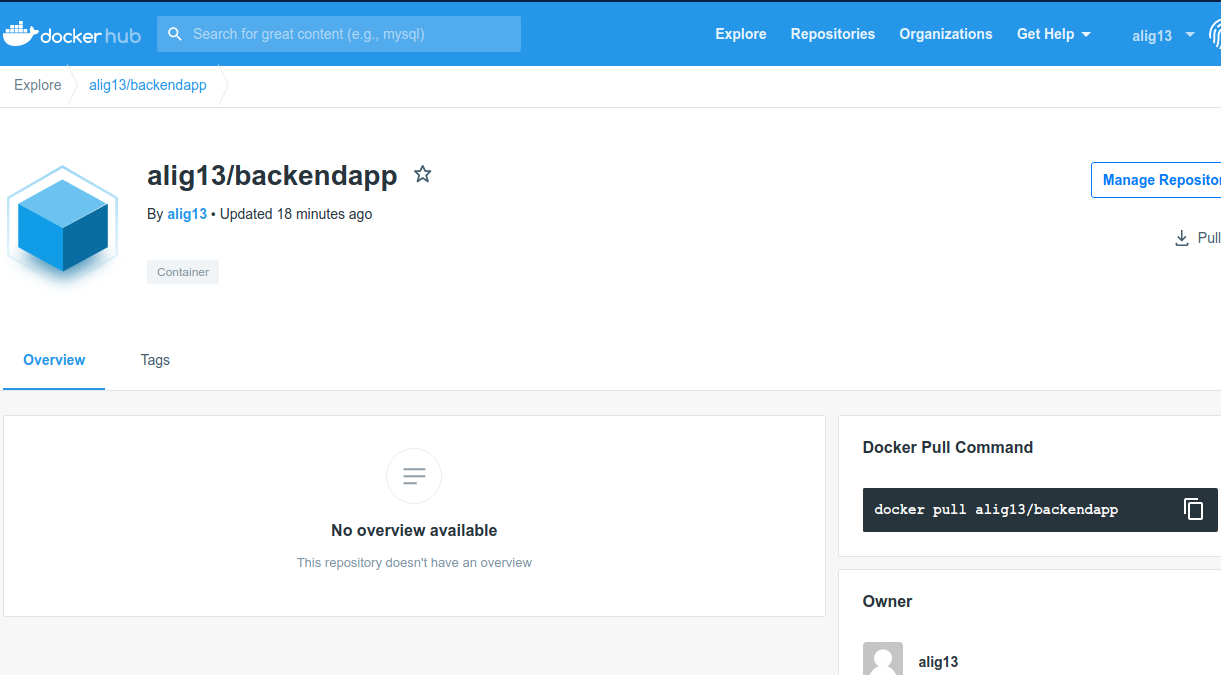 docker hub
Search for great content (e.g., mysql)
Explore
Repositories
Organizations
Get Help
alig13
Explore
alig13/backendapp
alig13/backendapp
By alig13 • Updated 18 minutes ago
Container
Manage Reposito
Pull
Overview
Tags
No overview available
This repository doesn't have an overview
Docker Pull Command
docker pull alig13/backendapp
Owner
alig13